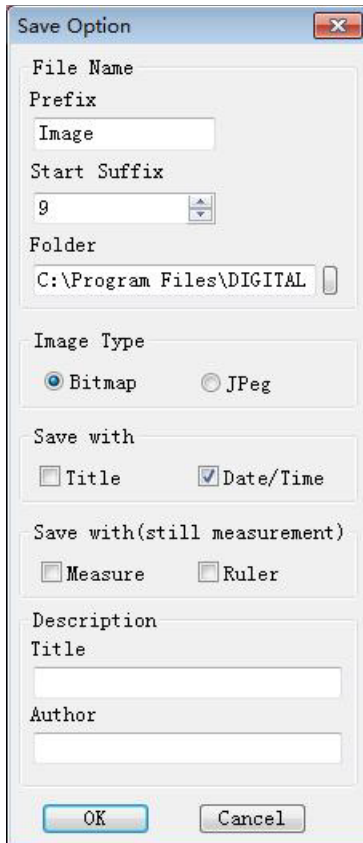 Save Option
File Name
Prefix
Image
Start Suffix
9
Folder
C:\Program Files\DIGITAL
Image Type
Bitmap JPeg
Save with
Title Date/Time
Save with(still measurement)
Measure Ruler
Description
Title
Author
OK Cancel